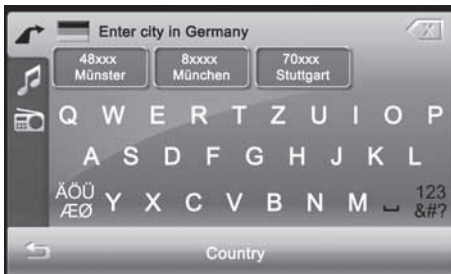 Enter city in Germany
48xxx 8xxxx 70xxx
Münster München Stuttgart
Q W E R T Z U I O P
A S D F G H J K L
ÄÖÜ 123
ÆØ Y X C V B N M &#?
Country